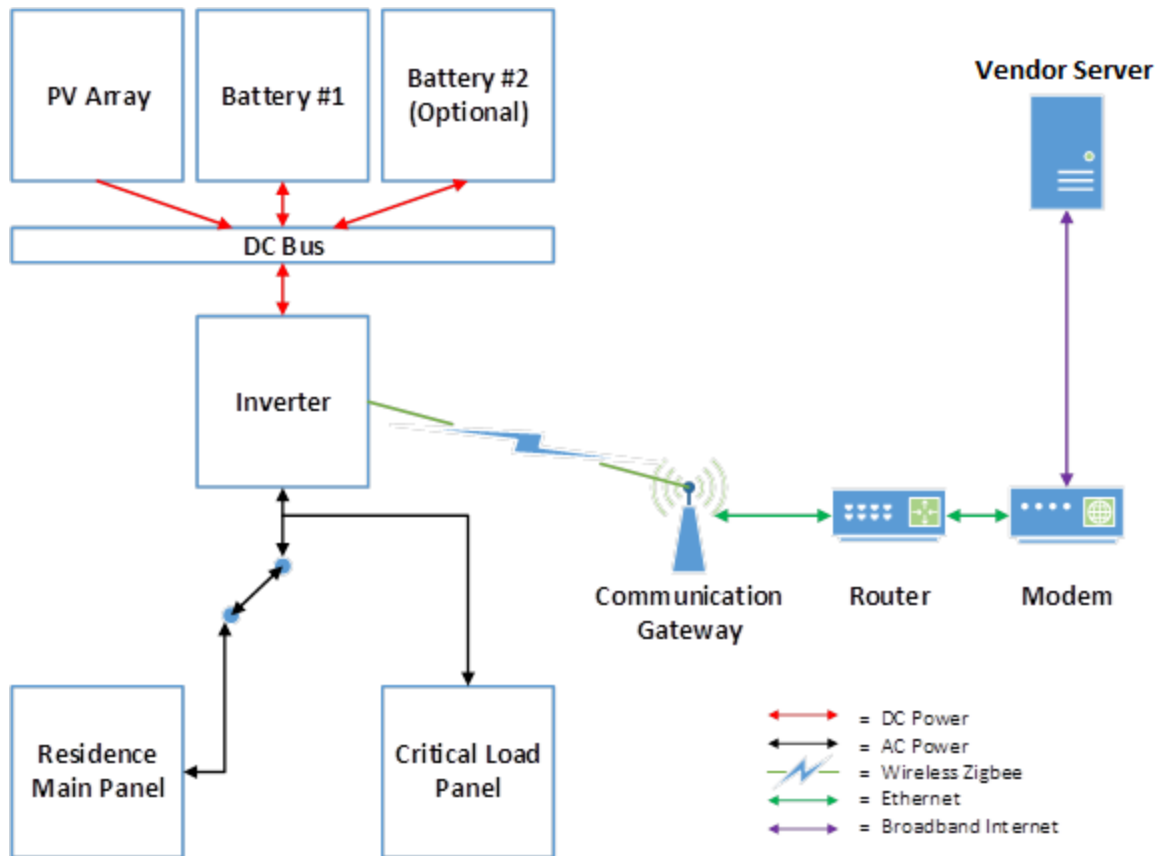 PV Array
Battery #1
Battery #2
(Optional)
Vendor Server
DC Bus
Inverter
Communication
Gateway
Router
Modem
Residence
Main Panel
Critical Load
Panel
= DC Power
= AC Power
= Wireless Zigbee
= Ethernet
= Broadband Internet